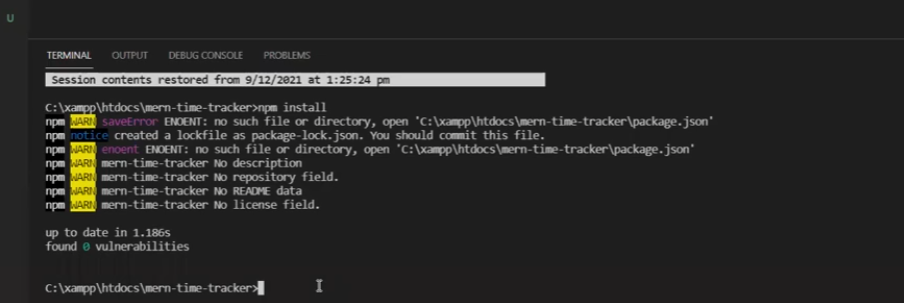 U
TERMINAL OUTPUT DEBUG CONSOLE PROBLEMS
Session contents restored from 9/12/2021 at 1:25:24 pm
C:\xampp\htdocs\mern-time-tracker>npm install
npm WARN saveError ENOENT: no such file or directory, open 'C:\xampp\htdocs\mern-time-tracker\package.json'
npm notice created a lockfile as package-lock.json. You should commit this file.
npm WARN enoent ENOENT: no such file or directory, open 'C:\xampp\htdocs\mern-time-tracker\package.json'
npm WARN mern-time-tracker No description
npm WARN mern-time-tracker No repository field.
npm WARN mern-time-tracker No README data
npm WARN mern-time-tracker No license field.
up to date in 1.186s
found 0 vulnerabilities
C:\xampp\htdocs\mern-time-tracker>